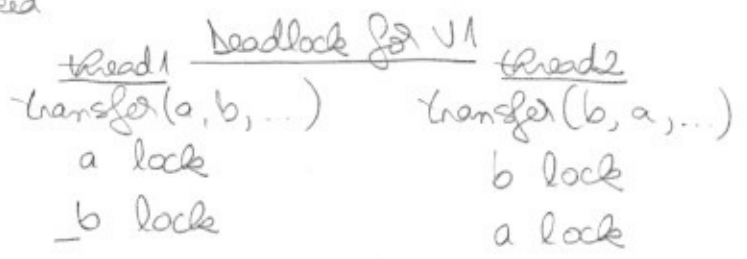 Deadlock for V1
thread1 thread2
transfer(a, b, ...) transfer(b, a, ...)
a lock b lock
b lock a lock